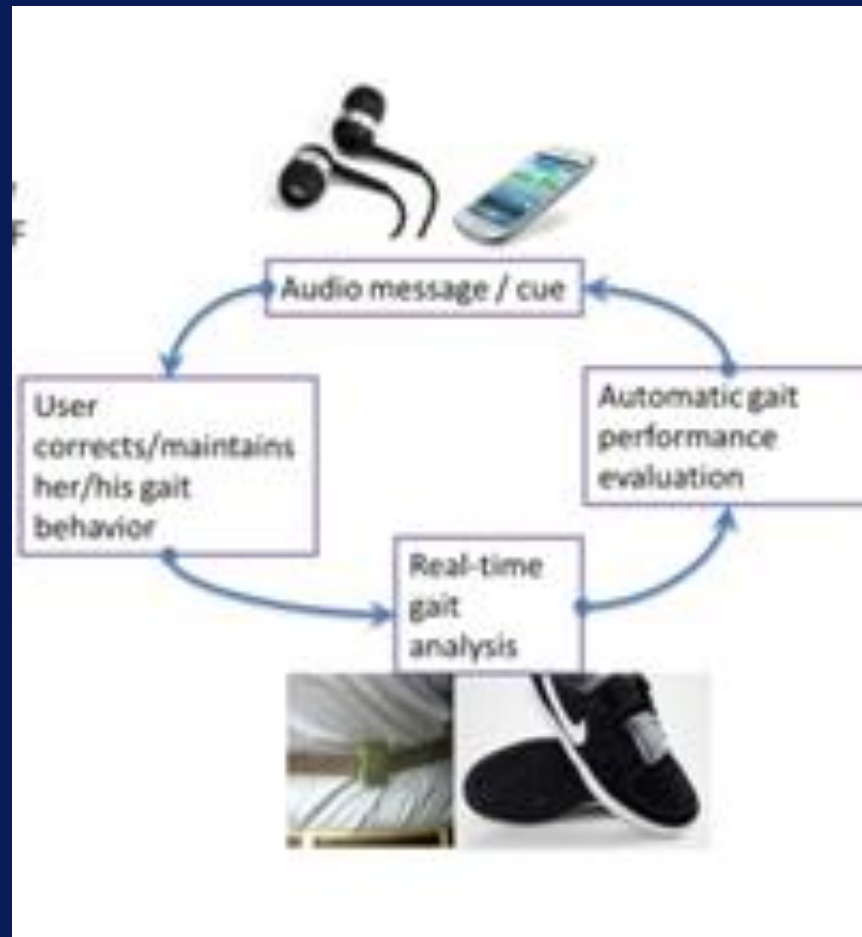 F
Audio message / cue
User
corrects/maintains
her/his gait
behavior
Automatic gait
performance
evaluation
Real-time
gait
analysis